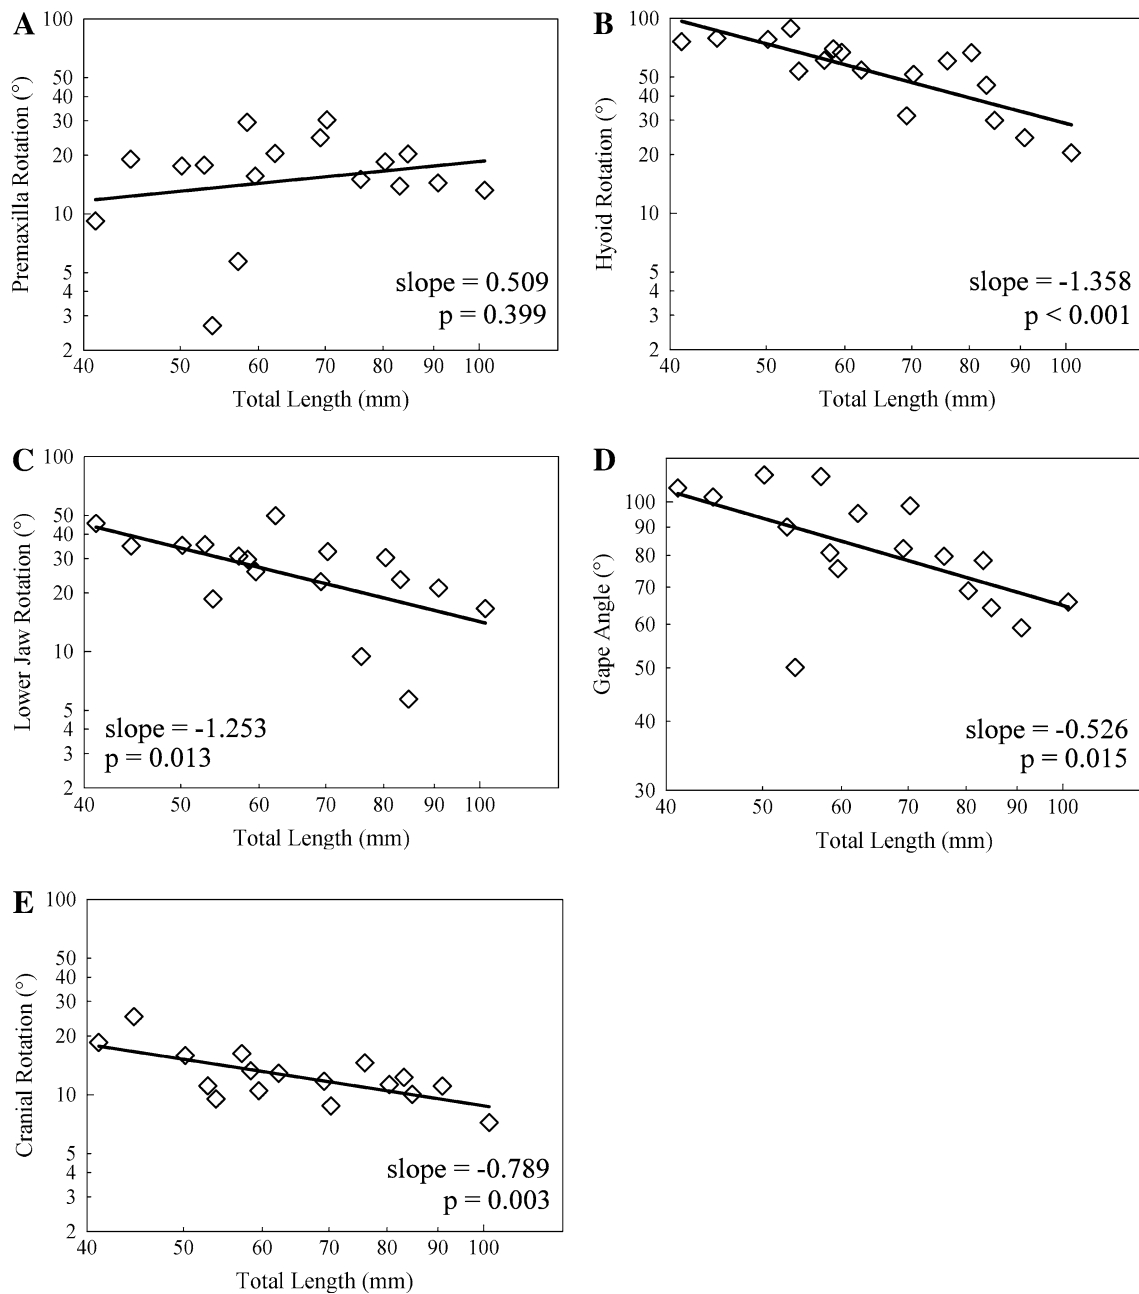 A
100
50
40
30
20
10
5
4
3
2
Premaxilla Rotation (°)
slope = 0.509
p = 0.399
40 50 60 70 80 90 100
Total Length (mm)
B
100
50
40
30
20
10
5
4
3
2
Hyoid Rotation (°)
slope = -1.358
p < 0.001
40 50 60 70 80 90 100
Total Length (mm)
C
100
50
40
30
20
10
5
4
3
2
Lower Jaw Rotation (°)
slope = -1.253
p = 0.013
40 50 60 70 80 90 100
Total Length (mm)
D
100
90
80
70
60
50
40
30
Gape Angle (°)
slope = -0.526
p = 0.015
40 50 60 70 80 90 100
Total Length (mm)
E
100
50
40
30
20
10
5
4
3
2
Cranial Rotation (°)
slope = -0.789
p = 0.003
40 50 60 70 80 90 100
Total Length (mm)